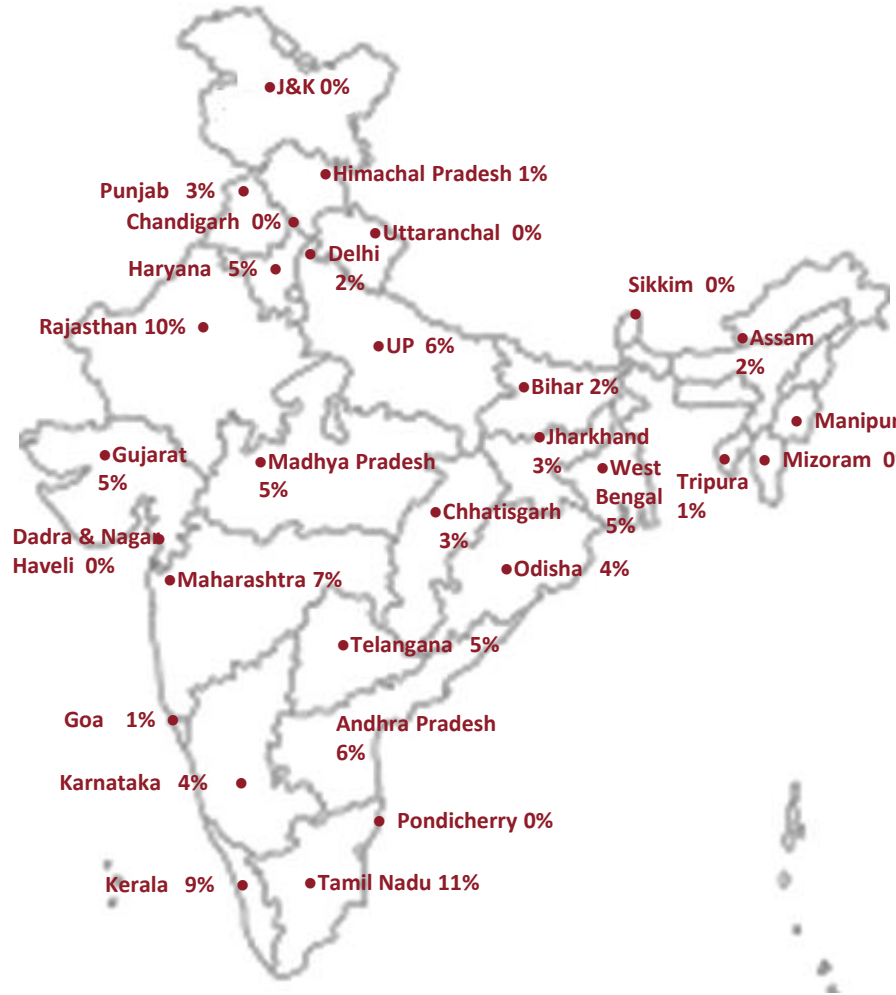 J&K 0%
Himachal Pradesh 1%
Punjab 3%
Chandigarh 0%
Uttaranchal 0%
Delhi
2%
Haryana 5%
Sikkim 0%
Rajasthan 10%
UP 6%
Assam
2%
Bihar 2%
Manipur
Jharkhand
3%
Gujarat
5%
Madhya Pradesh
5%
Mizoram 0
West
Bengal
5%
Tripura
1%
Chhatisgarh
3%
Dadra & Nagar
Haveli 0%
Odisha 4%
Maharashtra 7%
Telangana 5%
Goa 1%
Andhra Pradesh
6%
Karnataka 4%
Pondicherry 0%
Kerala 9%
Tamil Nadu 11%